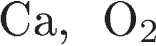 Ca, O₂